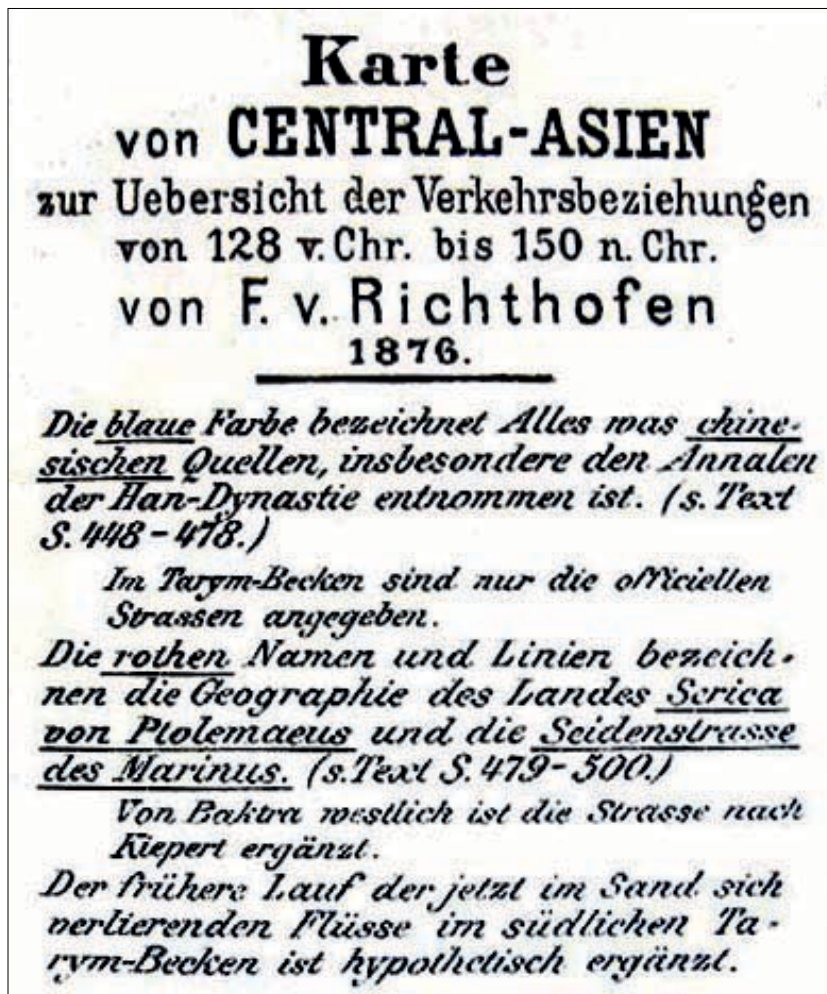 Karte
von CENTRAL-ASIEN
zur Uebersicht der Verkehrsbeziehungen
von 128 v. Chr. bis 150 n. Chr.
von F. v. Richthofen
1876.
Die blaue Farbe bezeichnet Alles was chine-
sischen Quellen, insbesondere den Annalen
der Han-Dynastie entnommen ist. (s. Text
S. 448-478.)
Im Tarym-Becken sind nur die officiellen
Strassen angegeben.
Die rothen Namen und Linien bezeich-
nen die Geographie des Landes Serica
von Ptolemaeus und die Seidenstrasse
des Marinus. (s. Text S. 479-500.)
Von Baktra westlich ist die Strasse nach
Kiepert ergänzt.
Der frühere Lauf der jetzt im Sand sich
verlierenden Flüsse im südlichen Ta-
rym-Becken ist hypothetisch ergänzt.